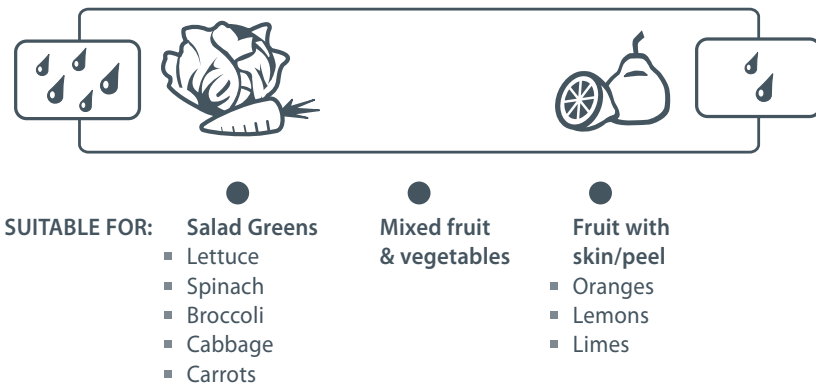 SUITABLE FOR:
Salad Greens
Lettuce
Spinach
Broccoli
Cabbage
Carrots
Mixed fruit
& vegetables
Fruit with
skin/peel
Oranges
Lemons
Limes